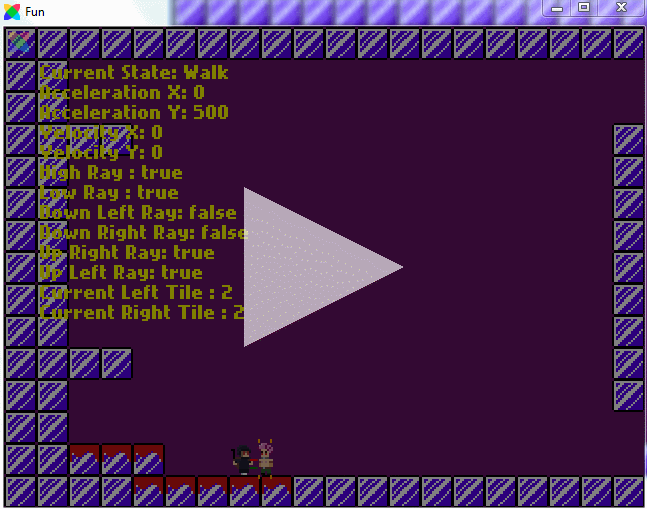 Fun
Current State: Walk
Acceleration X: 0
Acceleration Y: 500
Velocity X: 0
Velocity Y: 0
High Ray : true
Low Ray : true
Down Left Ray: false
Down Right Ray: false
Up Right Ray: true
Up Left Ray: true
Current Left Tile : 2
Current Right Tile : 2